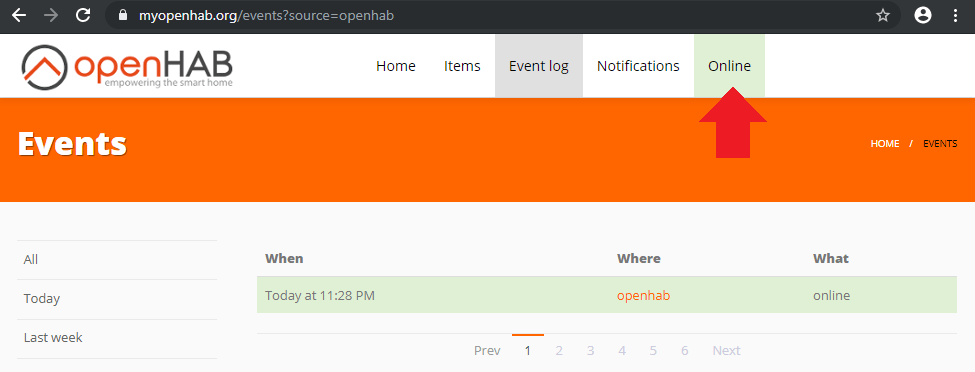 myopenhab.org/events?source=openhab
openHAB
empowering the smart home
Home Items Event log Notifications Online
Events
HOME / EVENTS
All
Today
Last week
When Where What
Today at 11:28 PM openhab online
Prev 1 2 3 4 5 6 Next